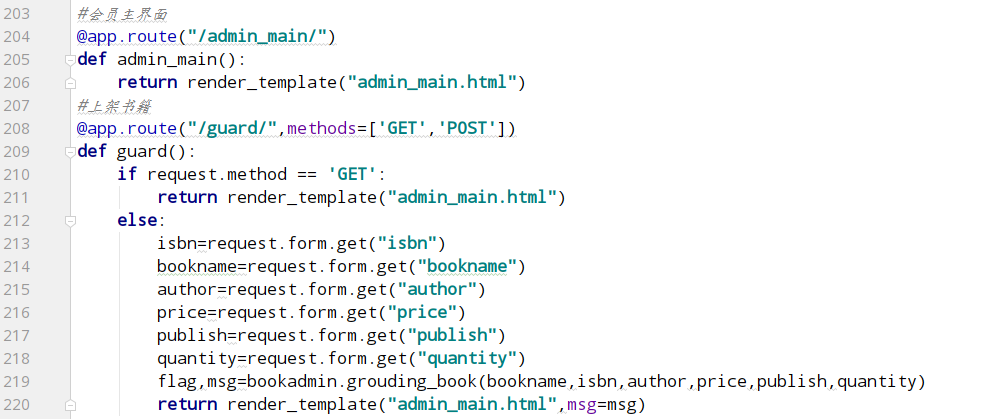 203 #会员主界面
204 @app.route("/admin_main/")
205 def admin_main():
206     return render_template("admin_main.html")
207 #上架书籍
208 @app.route("/guard/",methods=['GET','POST'])
209 def guard():
210     if request.method == 'GET':
211         return render_template("admin_main.html")
212     else:
213         isbn=request.form.get("isbn")
214         bookname=request.form.get("bookname")
215         author=request.form.get("author")
216         price=request.form.get("price")
217         publish=request.form.get("publish")
218         quantity=request.form.get("quantity")
219         flag,msg=bookadmin.grouding_book(bookname,isbn,author,price,publish,quantity)
220         return render_template("admin_main.html",msg=msg)